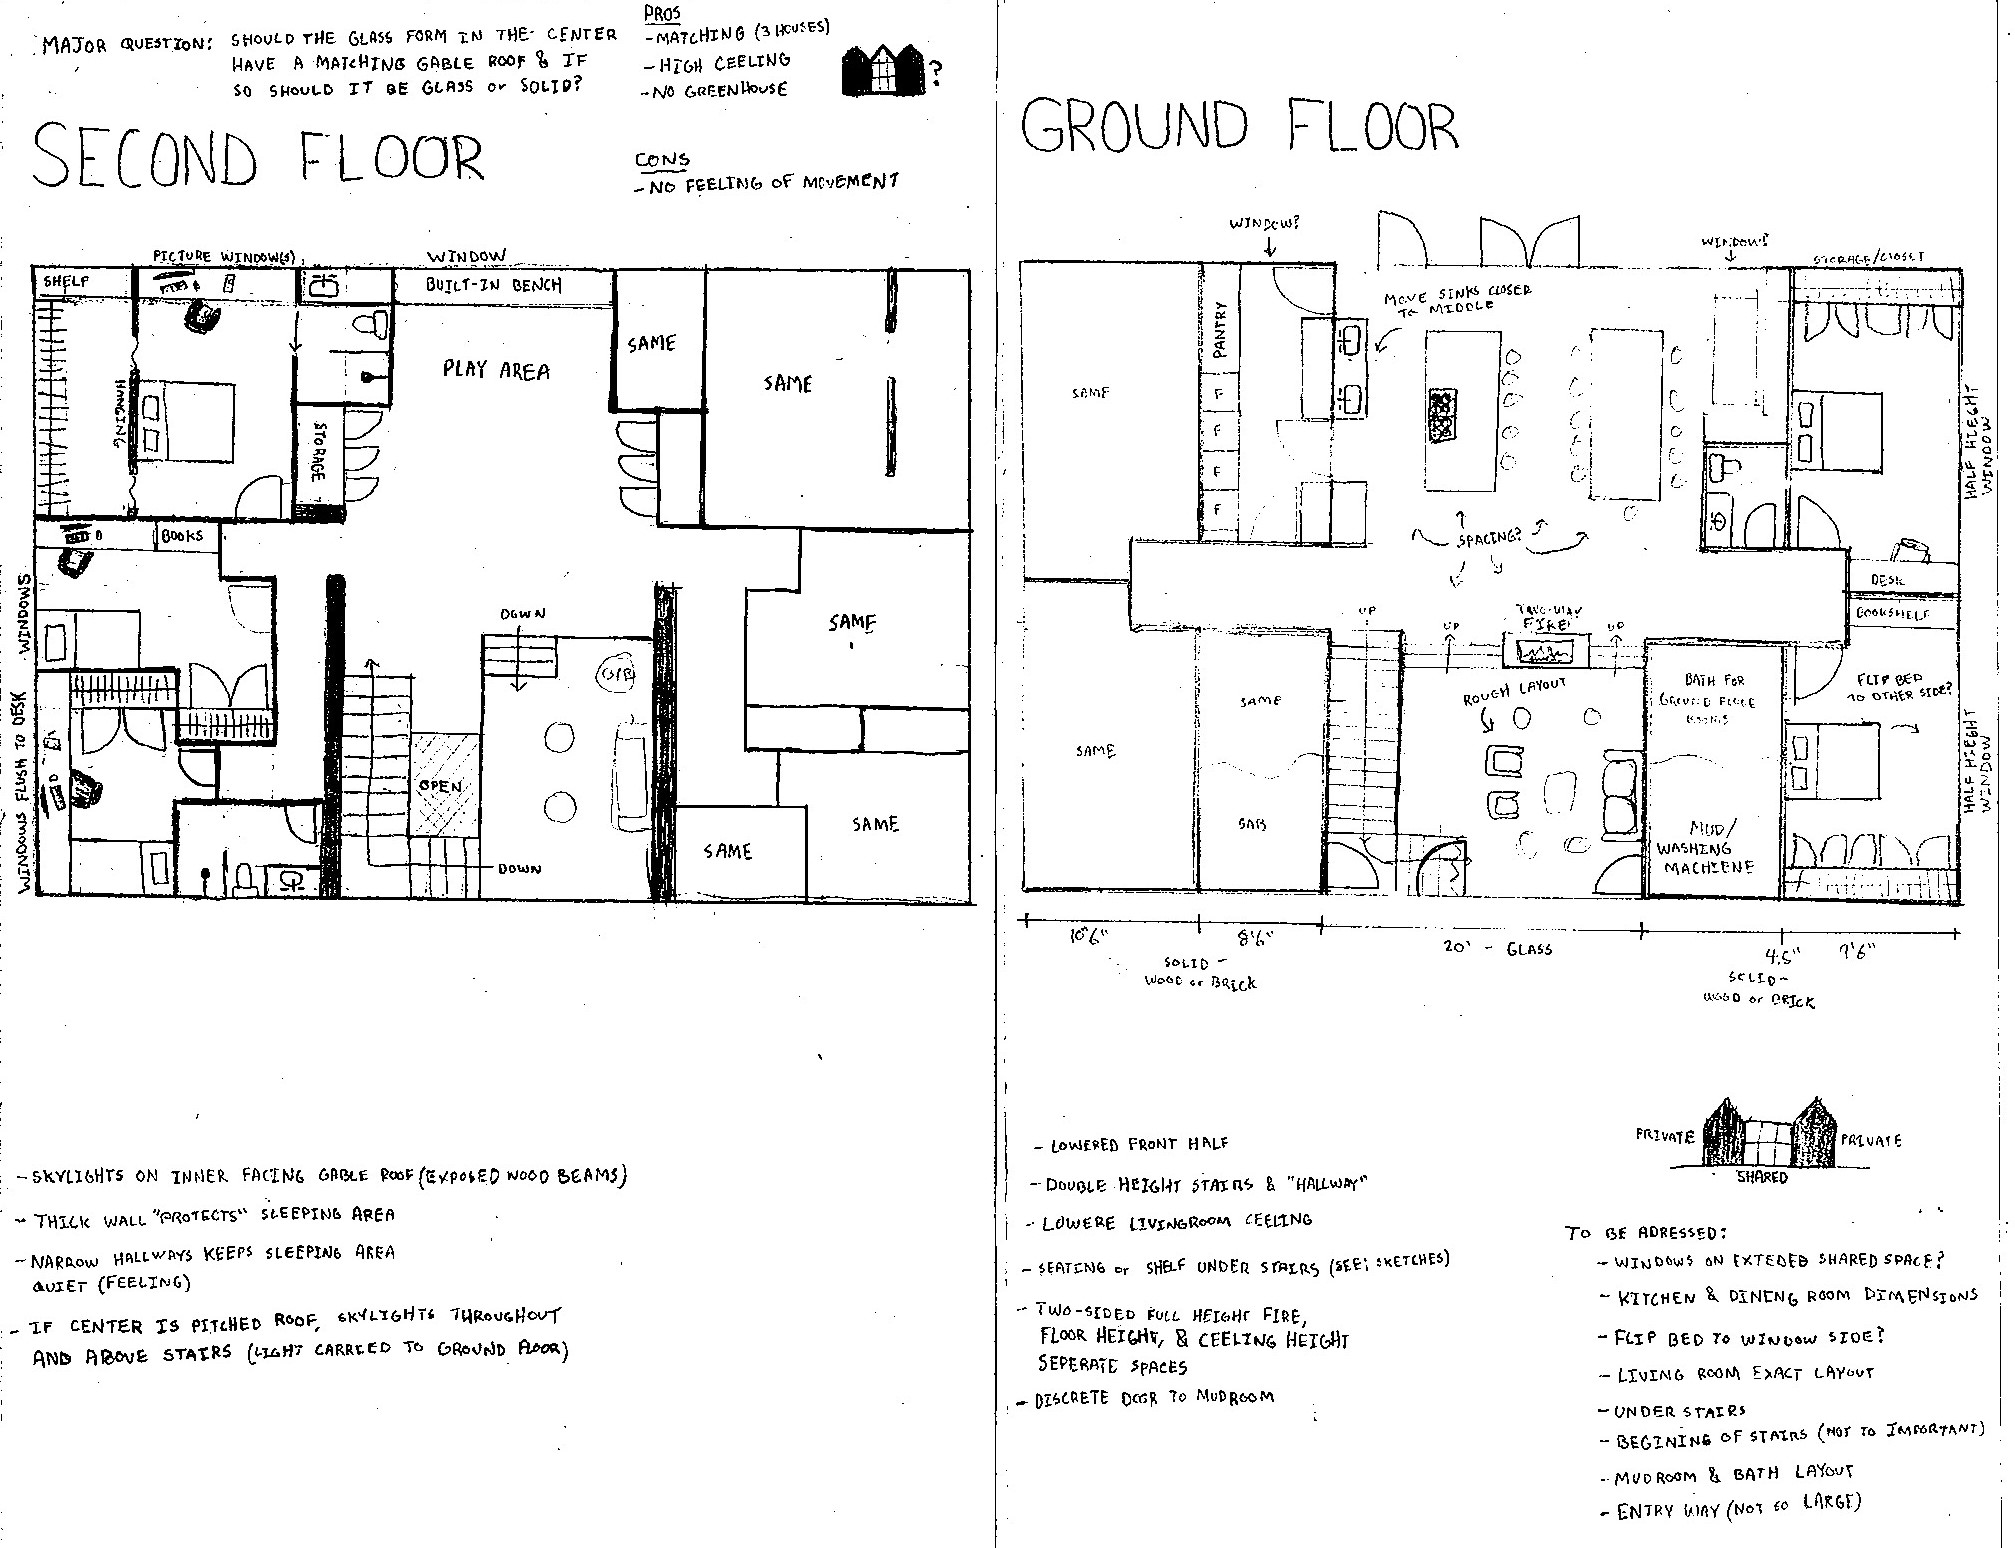 MAJOR QUESTION: SHOULD THE GLASS FORM IN THE CENTER
HAVE A MATCHING GABLE ROOF & IF
SO SHOULD IT BE GLASS or SOLID?
PROS
-MATCHING (3 HOUSES)
-HIGH CEELING
-NO GREENHOUSE
?
SECOND FLOOR
CONS
-NO FEELING OF MOVEMENT
PICTURE WINDOW(S)
WINDOW
SHELF
BUILT-IN BENCH
SAME
PLAY AREA
SAME
HANGING
STORAGE
BOOKS
WINDOWS FLUSH TO DESK
WINDOWS
DOWN
SAME
OPEN
DOWN
SAME
SAME
-SKYLIGHTS ON INNER FACING GABLE ROOF (EXPOSED WOOD BEAMS)
- THICK WALL "PROTECTS" SLEEPING AREA
-NARROW HALLWAYS KEEPS SLEEPING AREA
QUIET (FEELING)
- IF CENTER IS PITCHED ROOF, SKYLIGHTS THROUGHOUT
AND ABOVE STAIRS (LIGHT CARRIED TO GROUND FLOOR)
GROUND FLOOR
WINDOW?
WINDOW?
STORAGE/CLOSET
MOVE SINKS CLOSER
TO MIDDLE
PANTRY
SAME
F
F
F
F
HALF HIEGHT
WINDOW
SPACING?
DESK
BOOKSHELF
UP
UP
TWO-WAY
FIRE
UP
ROUGH LAYOUT
BATH FOR
GROUND FLOOR
FLIP BED
TO OTHER SIDE?
SAME
SAME
HALF HIEGHT
WINDOW
MUD/
WASHING
MACHIENE
10'6"
8'6"
20' - GLASS
4.5"
9'6"
SOLID -
WOOD or BRICK
SOLID -
WOOD or BRICK
PRIVATE
PRIVATE
SHARED
- LOWERED FRONT HALF
- DOUBLE HEIGHT STAIRS & "HALLWAY"
- LOWERE LIVINGROOM CEELING
- SEATING or SHELF UNDER STAIRS (SEE: SKETCHES)
- TWO-SIDED FULL HEIGHT FIRE,
FLOOR HEIGHT, & CEELING HEIGHT
SEPERATE SPACES
- DISCRETE DOOR TO MUDROOM
TO BE ADRESSED:
- WINDOWS ON EXTEDED SHARED SPACE?
- KITCHEN & DINING ROOM DIMENSIONS
- FLIP BED TO WINDOW SIDE?
- LIVING ROOM EXACT LAYOUT
- UNDER STAIRS
- BEGINING OF STAIRS (NOT TO IMPORTANT)
- MUDROOM & BATH LAYOUT
- ENTRY WAY (NOT SO LARGE)